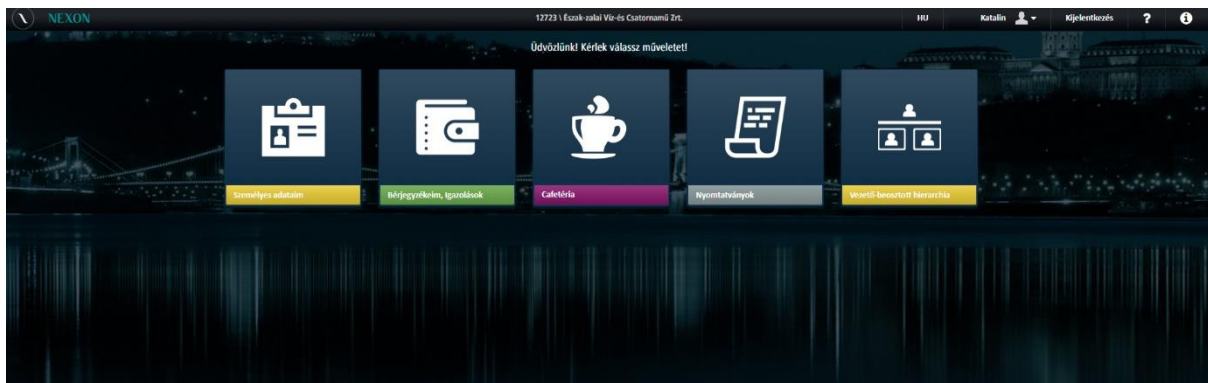 NEXON
12723 \ Észak-zalai Víz-és Csatornamű Zrt.
HU
Katalin
Kijelentkezés
?
i
Üdvözlünk! Kérlek válassz műveletet!
Személyes adataim
Bérjegyzékeim, Igazolások
Cafetéria
Nyomtatványok
Vezető-beosztott hierarchia